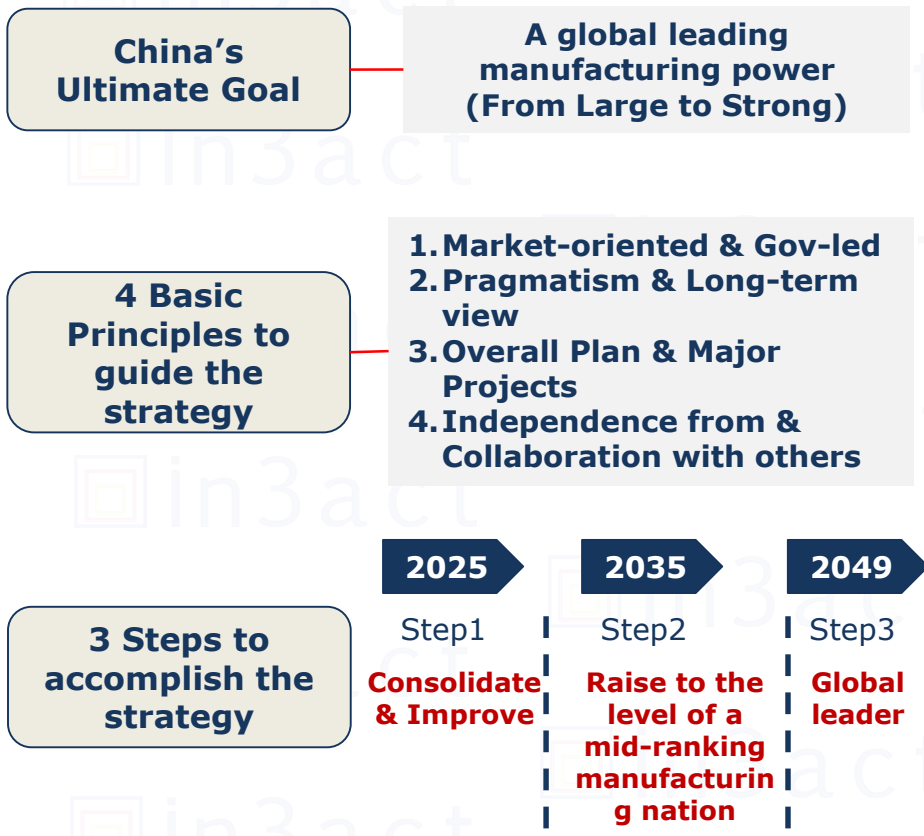 China's
Ultimate Goal
A global leading
manufacturing power
(From Large to Strong)
in3act
4 Basic
Principles to
guide the
strategy
1.Market-oriented & Gov-led
2.Pragmatism & Long-term
view
3.Overall Plan & Major
Projects
4.Independence from &
Collaboration with others
in3act
3 Steps to
accomplish the
strategy
2025
2035
2049
Step1
Step2
Step3
Consolidate
& Improve
Raise to the
level of a
mid-ranking
manufacturin
g nation
Global
leader